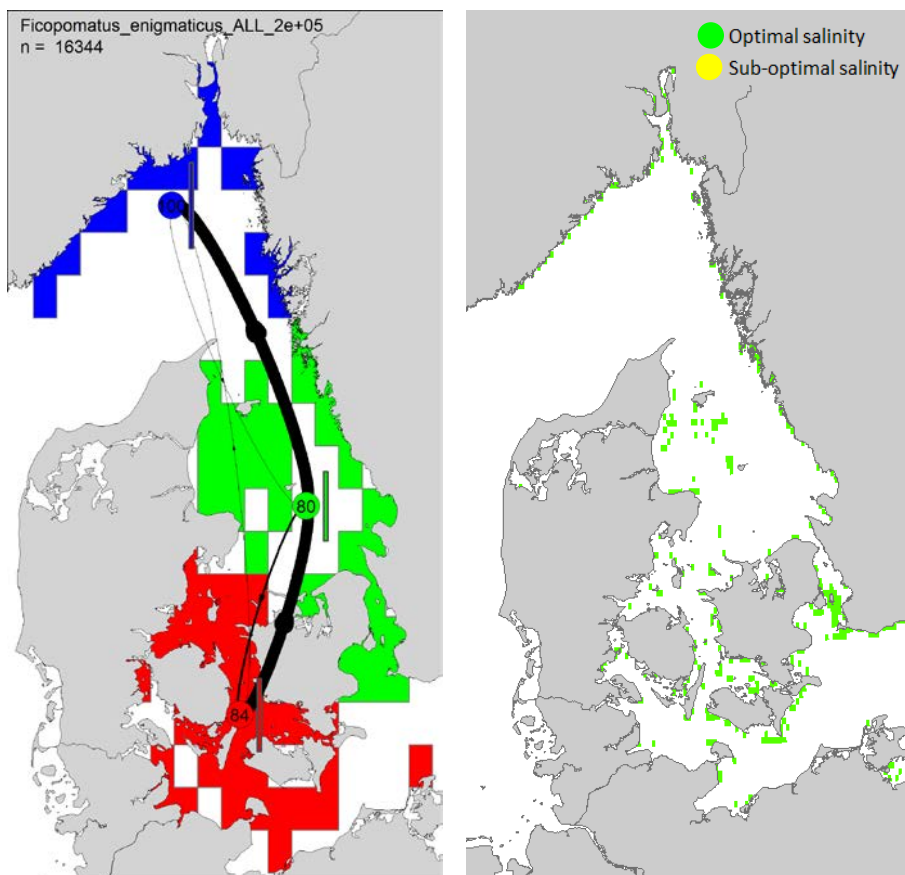 Ficopomatus_enigmaticus_ALL_2e+05
n = 16344
100
80
84
Optimal salinity
Sub-optimal salinity